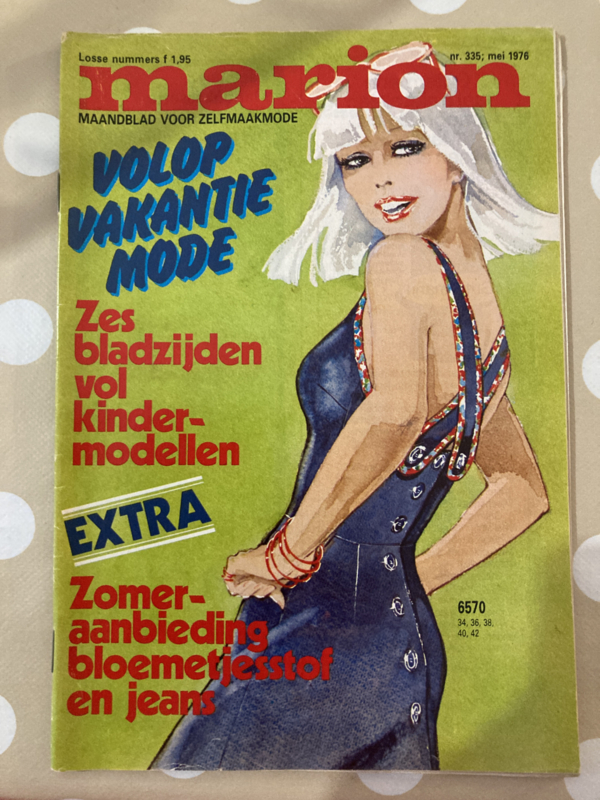 Losse nummers f 1,95
nr. 335; mei 1976
marion
MAANDBLAD VOOR ZELFMAAKMODE
VOLOP
VAKANTIE
MODE
Zes
bladzijden
vol
kinder-
modellen
EXTRA
Zomer-
aanbieding
bloemetjesstof
en jeans
6570
34, 36, 38,
40, 42